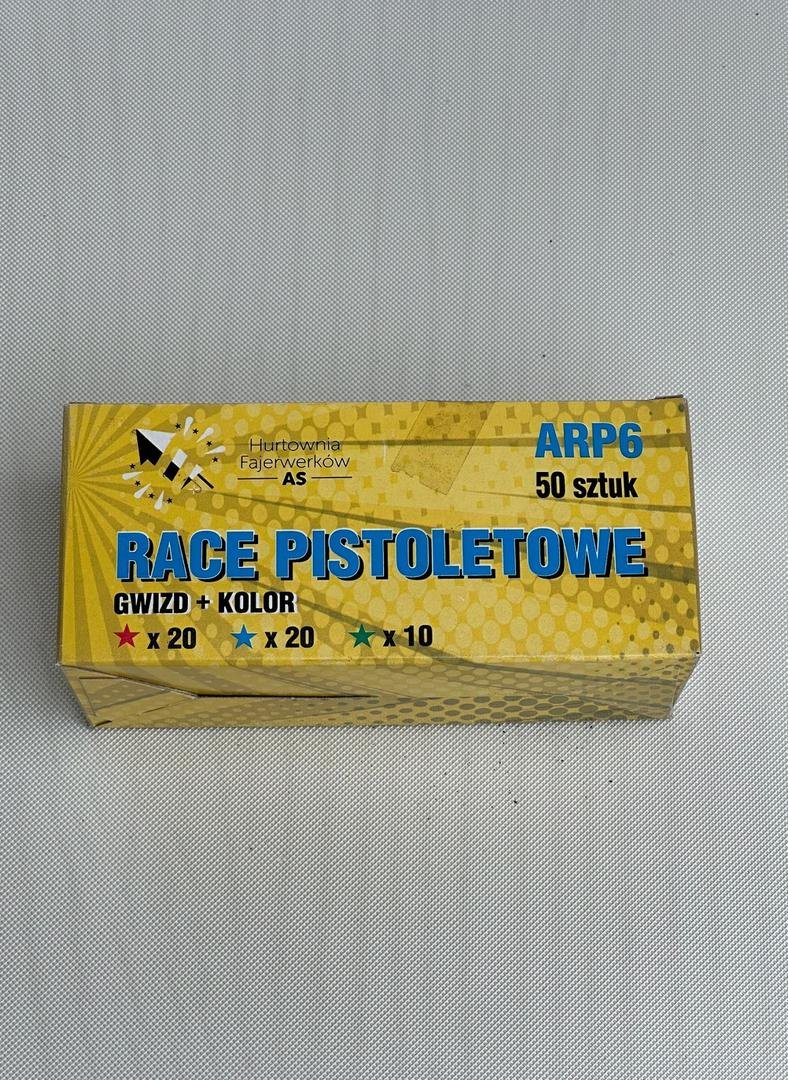 Hurtownia
Fajerwerków
AS
ARP6
50 sztuk
RACE PISTOLETOWE
GWIZD + KOLOR
x 20 x 20 x 10